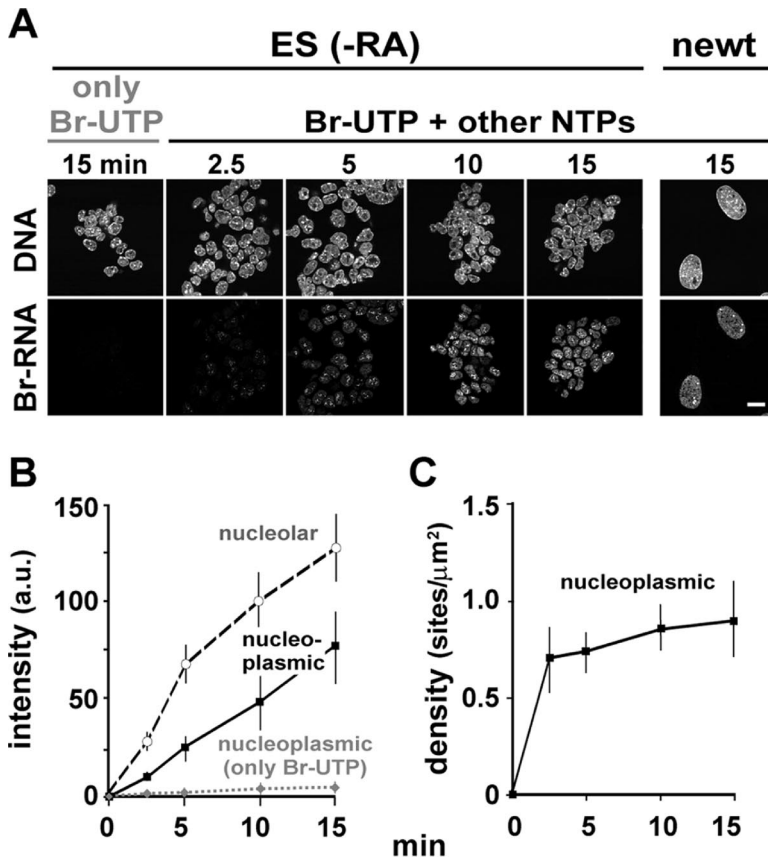 A
ES (-RA)
newt
only
Br-UTP
Br-UTP + other NTPs
15 min
2.5
5
10
15
15
DNA
Br-RNA
B
150
100
50
0
intensity (a.u.)
nucleolar
nucleo-
plasmic
nucleoplasmic
(only Br-UTP)
0
5
10
15
min
C
1.5
1.0
0.5
0
density (sites/μm²)
nucleoplasmic
0
5
10
15